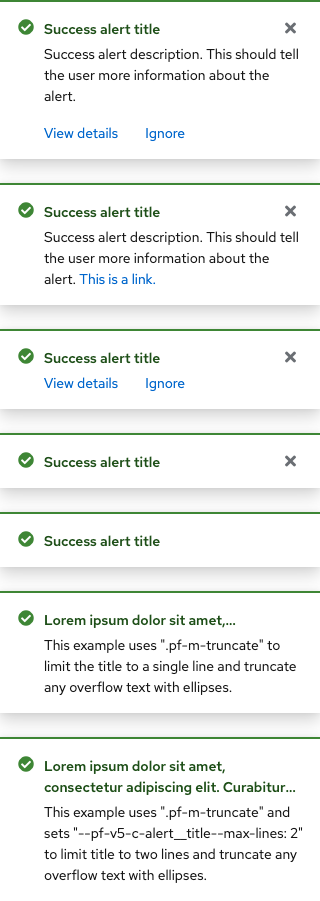 Success alert title
Success alert description. This should tell
the user more information about the
alert.
View details Ignore
Success alert title
Success alert description. This should tell
the user more information about the
alert. This is a link.
Success alert title
View details Ignore
Success alert title
Success alert title
Lorem ipsum dolor sit amet,...
This example uses ".pf-m-truncate" to
limit the title to a single line and truncate
any overflow text with ellipses.
Lorem ipsum dolor sit amet,
consectetur adipiscing elit. Curabitur...
This example uses ".pf-m-truncate" and
sets "--pf-v5-c-alert__title--max-lines: 2"
to limit title to two lines and truncate any
overflow text with ellipses.